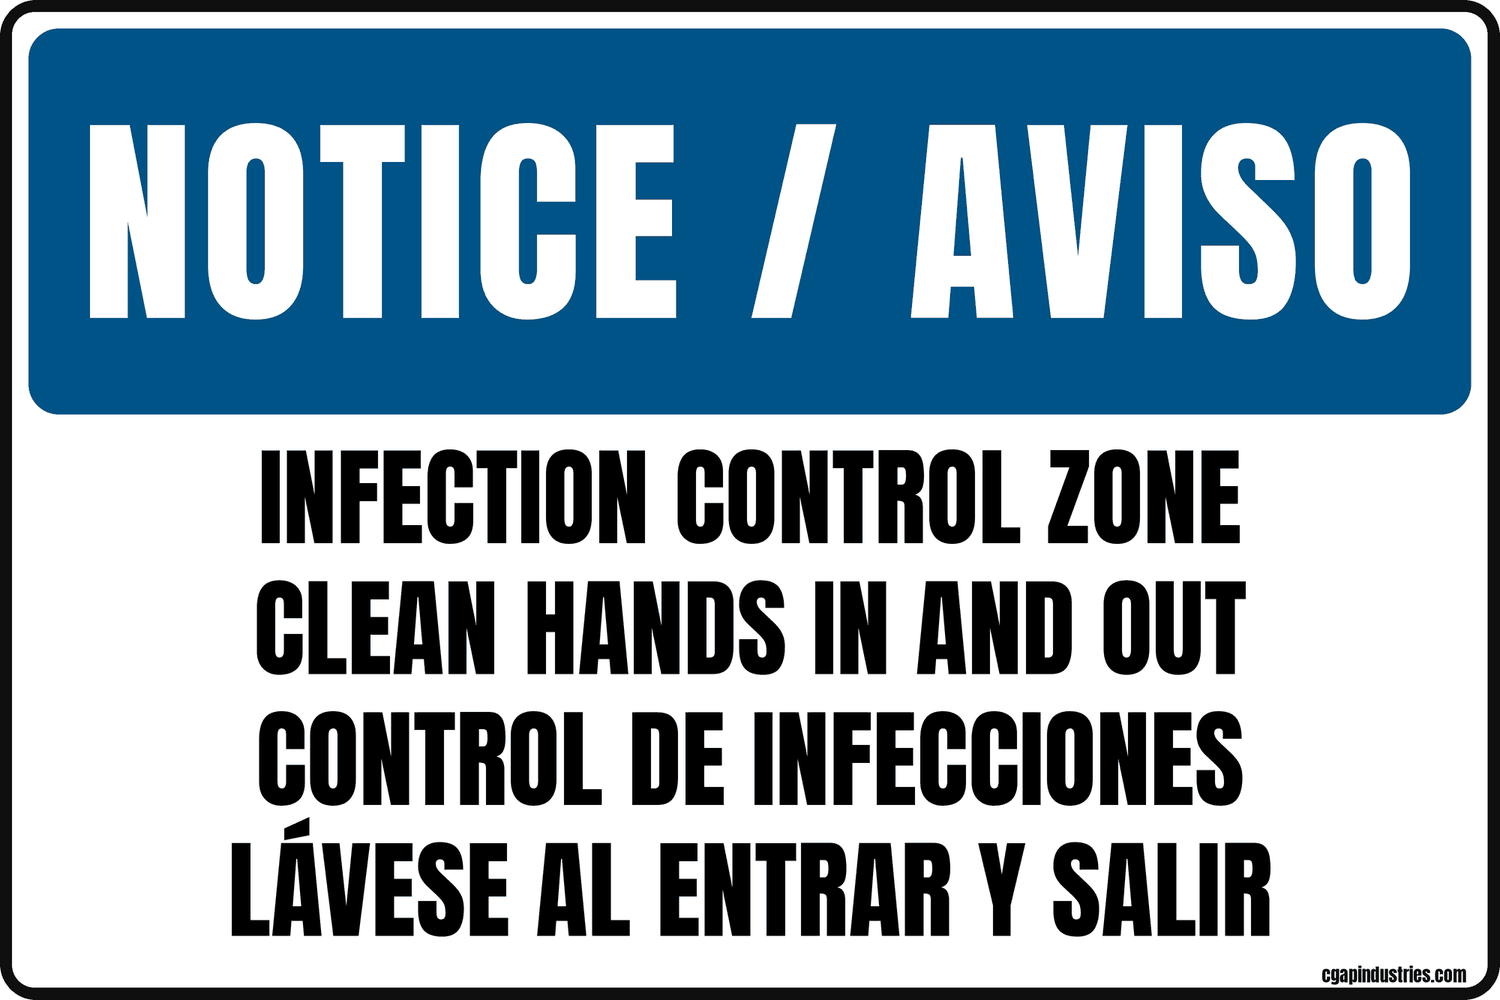 NOTICE / AVISO
INFECTION CONTROL ZONE
CLEAN HANDS IN AND OUT
CONTROL DE INFECCIONES
LÁVESE AL ENTRAR Y SALIR
cgapindustries.com